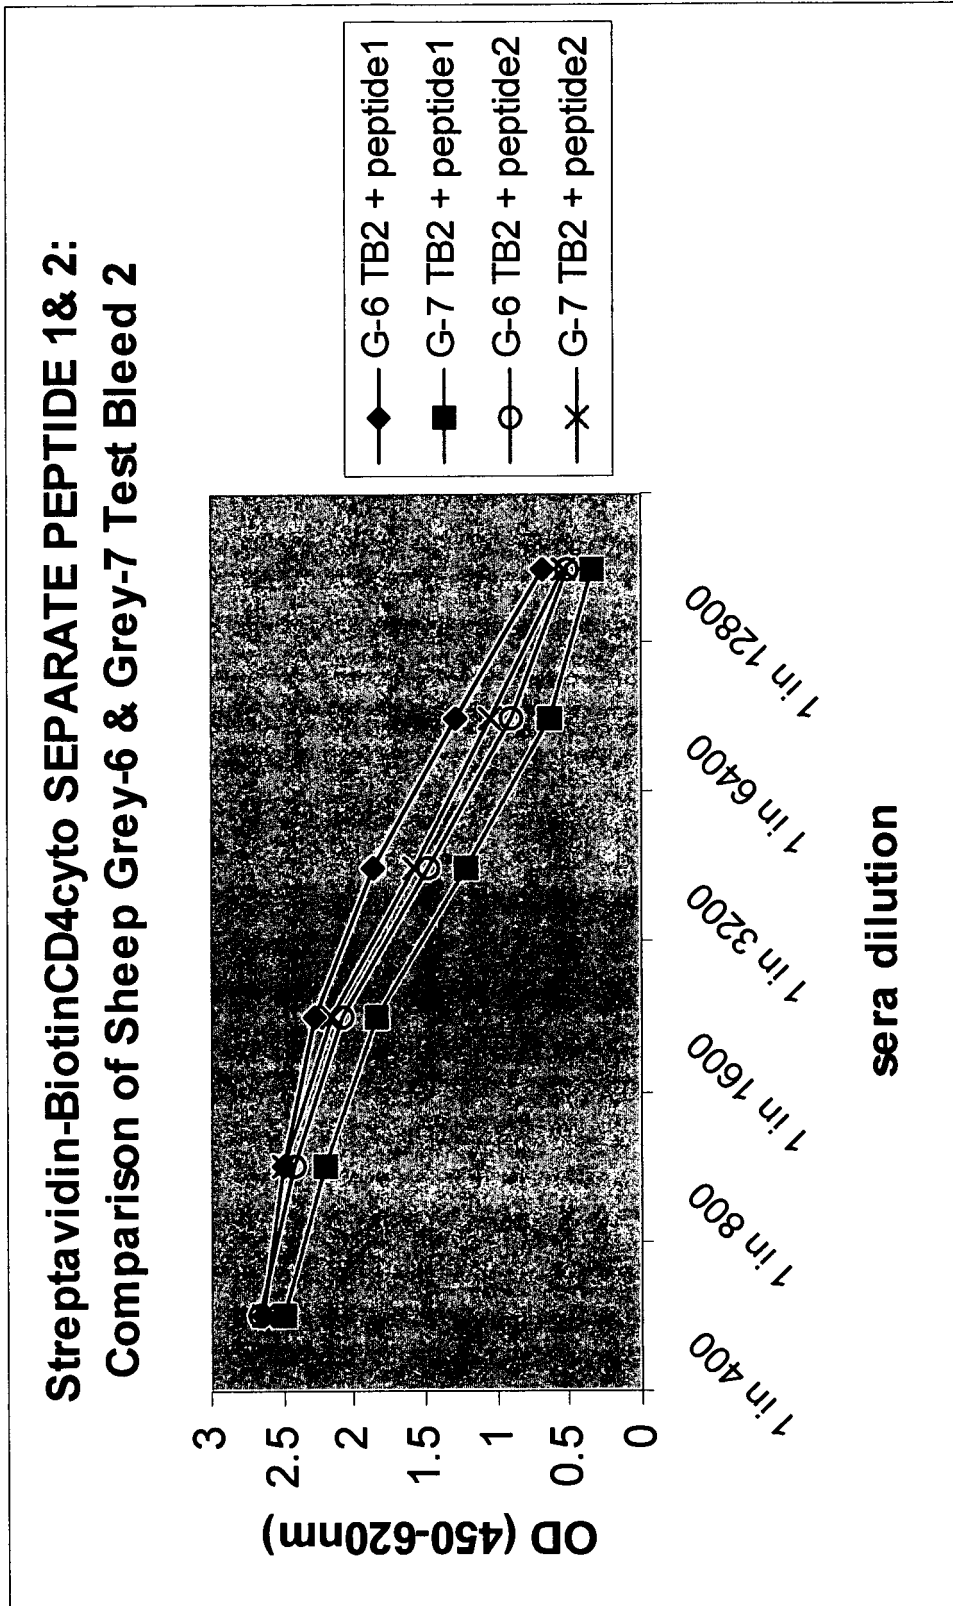 Streptavidin-BiotinCD4cyto SEPARATE PEPTIDE 1& 2:
Comparison of Sheep Grey-6 & Grey-7 Test Bleed 2
OD (450-620nm)
3
2.5
2
1.5
1
0.5
0
1 in 400
1 in 800
1 in 1600
1 in 3200
1 in 6400
1 in 12800
sera dilution
G-6 TB2 + peptide1
G-7 TB2 + peptide1
G-6 TB2 + peptide2
G-7 TB2 + peptide2